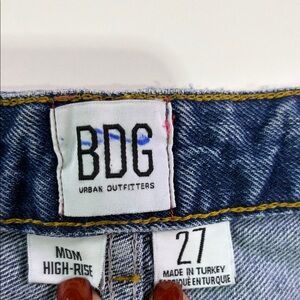 BDG
URBAN OUTFITTERS
MOM
HIGH-RISE
27
MADE IN TURKEY
FABRIQUÉ EN TURQUIE